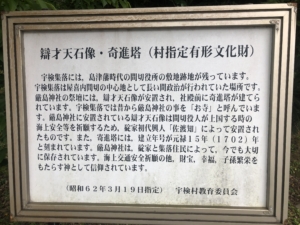 辯才天石像・奇進塔（村指定有形文化財）
宇検集落には、島津藩時代の間切役所の敷地跡地が残っています。
宇検集落は屋喜内間切の中心地として長い間政治が行われていた場所です。
厳島神社の祭壇には、辯才天石像が安置され、社殿前に奇進塔が建てら
れています。宇検集落では昔から厳島神社の事を「お寺」と呼んでいま
す。厳島神社に安置されている辯才天石像は間切役人が上国する時の
海上安全等を祈願するため、碇家初代興人「佐渡知」によって安置され
たものです。また、寄進塔には、建立年号が元禄15年（1702）年
と刻まれています。厳島神社は、碇家と集落住民によって、今でも大切
に保存されています。海上交通安全祈願の他、財宝、幸福、子孫繁栄を
もたらす神として信仰されています。
（昭和62年3月19日指定）　宇検村教育委員会